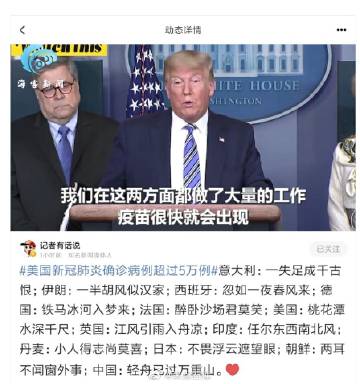 动态详情
Watch This
海客新闻
THE WHITE HOUSE
WASHINGTON
我们在这两方面都做了大量的工作
疫苗很快就会出现
记者有话说
已关注
#美国新冠肺炎确诊病例超过5万例#意大利：一失足成千古
恨；伊朗：一半胡风似汉家；西班牙：忽如一夜春风来；德
国：铁马冰河入梦来；法国：醉卧沙场君莫笑；美国：桃花潭
水深千尺；英国：江风引雨入舟凉；印度：任尔东西南北风；
丹麦：小人得志尚莫喜；日本：不畏浮云遮望眼；朝鲜：两耳
不闻窗外事；中国：轻舟已过万重山。